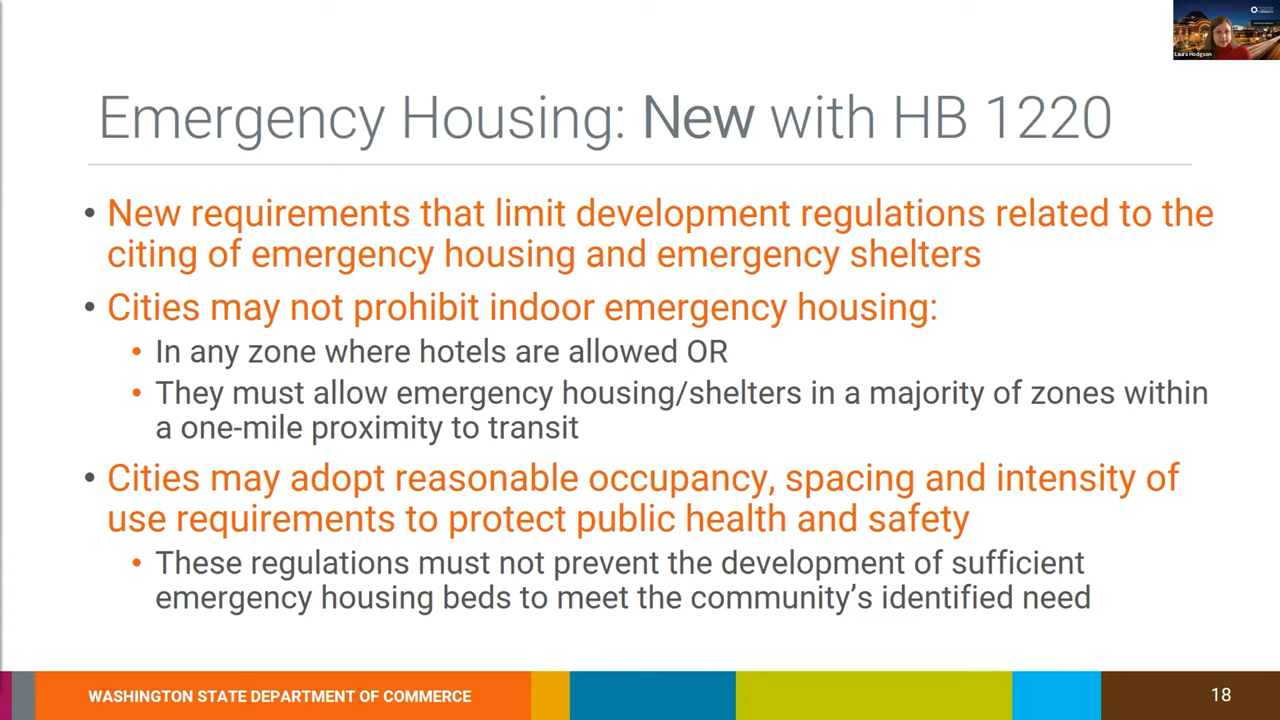 Laura Hodgson
Emergency Housing: New with HB 1220
• New requirements that limit development regulations related to the
citing of emergency housing and emergency shelters
• Cities may not prohibit indoor emergency housing:
• In any zone where hotels are allowed OR
• They must allow emergency housing/shelters in a majority of zones within
a one-mile proximity to transit
• Cities may adopt reasonable occupancy, spacing and intensity of
use requirements to protect public health and safety
• These regulations must not prevent the development of sufficient
emergency housing beds to meet the community’s identified need
WASHINGTON STATE DEPARTMENT OF COMMERCE
18